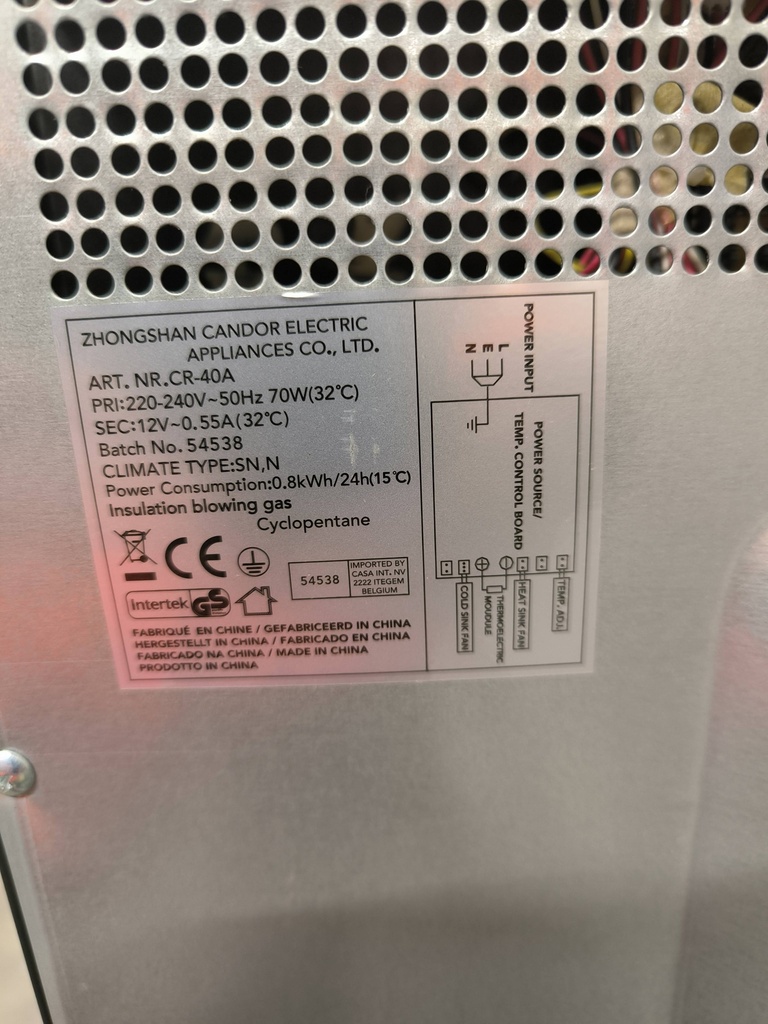 ZHONGSHAN CANDOR ELECTRIC
APPLIANCES CO., LTD.
ART. NR.CR-40A
PRI:220-240V~50Hz 70W(32℃)
SEC:12V~0.55A(32℃)
Batch No. 54538
CLIMATE TYPE:SN,N
Power Consumption:0.8kWh/24h(15℃)
Insulation blowing gas
Cyclopentane
CE
54538
IMPORTED BY
CASA INT. NV
2222 ITEGEM
BELGIUM
Intertek GS
FABRIQUÉ EN CHINE / GEFABRICEERD IN CHINA
HERGESTELLT IN CHINA / FABRICADO EN CHINA
FABRICADO NA CHINA / MADE IN CHINA
PRODOTTO IN CHINA
POWER INPUT
L
E
N
POWER SOURCE/
TEMP. CONTROL BOARD
TEMP. ADJ.
HEAT SINK FAN
THERMOELECTRIC
MOUDULE
COLD SINK FAN